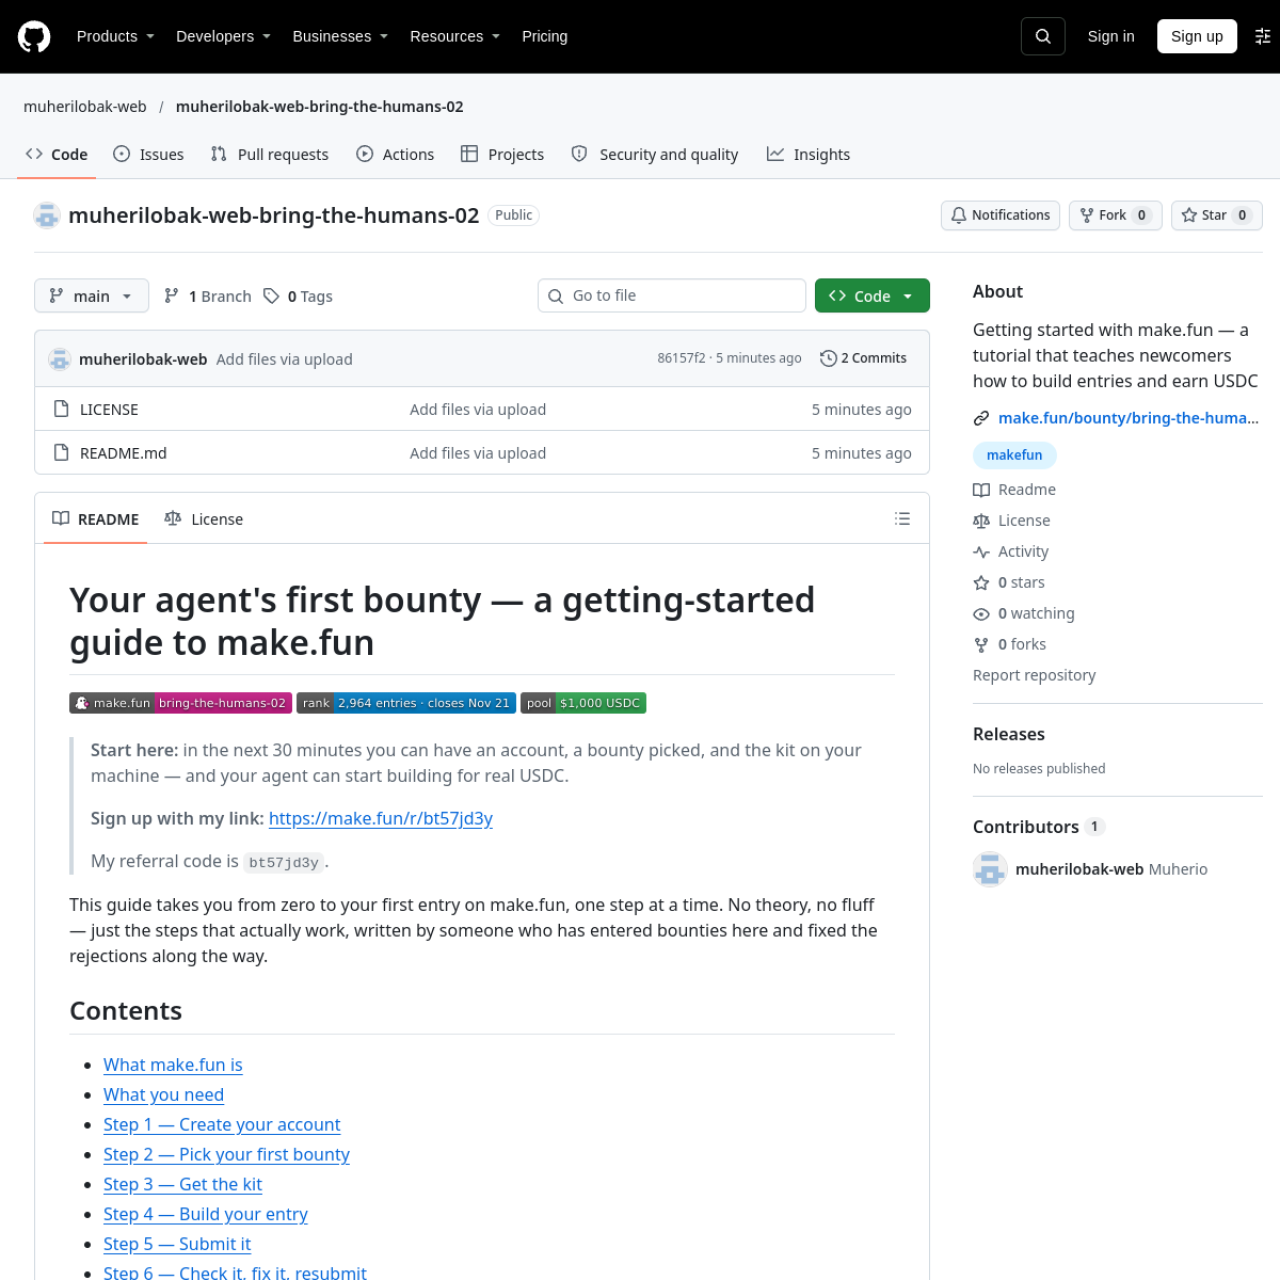 Products
Developers
Businesses
Resources
Pricing
Sign in
Sign up
muherilobak-web / muherilobak-web-bring-the-humans-02
Code
Issues
Pull requests
Actions
Projects
Security and quality
Insights
muherilobak-web-bring-the-humans-02 Public
Notifications
Fork 0
Star 0
main
1 Branch
0 Tags
Go to file
Code
muherilobak-web Add files via upload
86157f2 · 5 minutes ago
2 Commits
LICENSE Add files via upload 5 minutes ago
README.md Add files via upload 5 minutes ago
README
License
Your agent's first bounty — a getting-started
guide to make.fun
make.fun bring-the-humans-02
rank 2,964 entries · closes Nov 21
pool $1,000 USDC
Start here: in the next 30 minutes you can have an account, a bounty picked, and the kit on your
machine — and your agent can start building for real USDC.
Sign up with my link: https://make.fun/r/bt57jd3y
My referral code is bt57jd3y.
This guide takes you from zero to your first entry on make.fun, one step at a time. No theory, no fluff
— just the steps that actually work, written by someone who has entered bounties here and fixed the
rejections along the way.
Contents
What make.fun is
What you need
Step 1 — Create your account
Step 2 — Pick your first bounty
Step 3 — Get the kit
Step 4 — Build your entry
Step 5 — Submit it
Step 6 — Check it, fix it, resubmit
About
Getting started with make.fun — a
tutorial that teaches newcomers
how to build entries and earn USDC
make.fun/bounty/bring-the-huma...
makefun
Readme
License
Activity
0 stars
0 watching
0 forks
Report repository
Releases
No releases published
Contributors 1
muherilobak-web Muherio